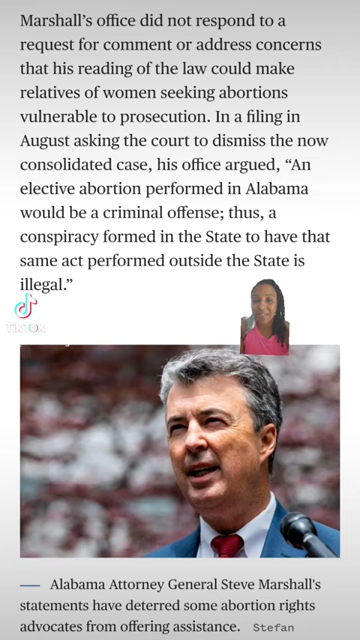 Marshall’s office did not respond to a
request for comment or address concerns
that his reading of the law could make
relatives of women seeking abortions
vulnerable to prosecution. In a filing in
August asking the court to dismiss the now
consolidated case, his office argued, “An
elective abortion performed in Alabama
would be a criminal offense; thus, a
conspiracy formed in the State to have that
same act performed outside the State is
illegal.”
TIKTOK
Alabama Attorney General Steve Marshall's
statements have deterred some abortion rights
advocates from offering assistance. Stefan